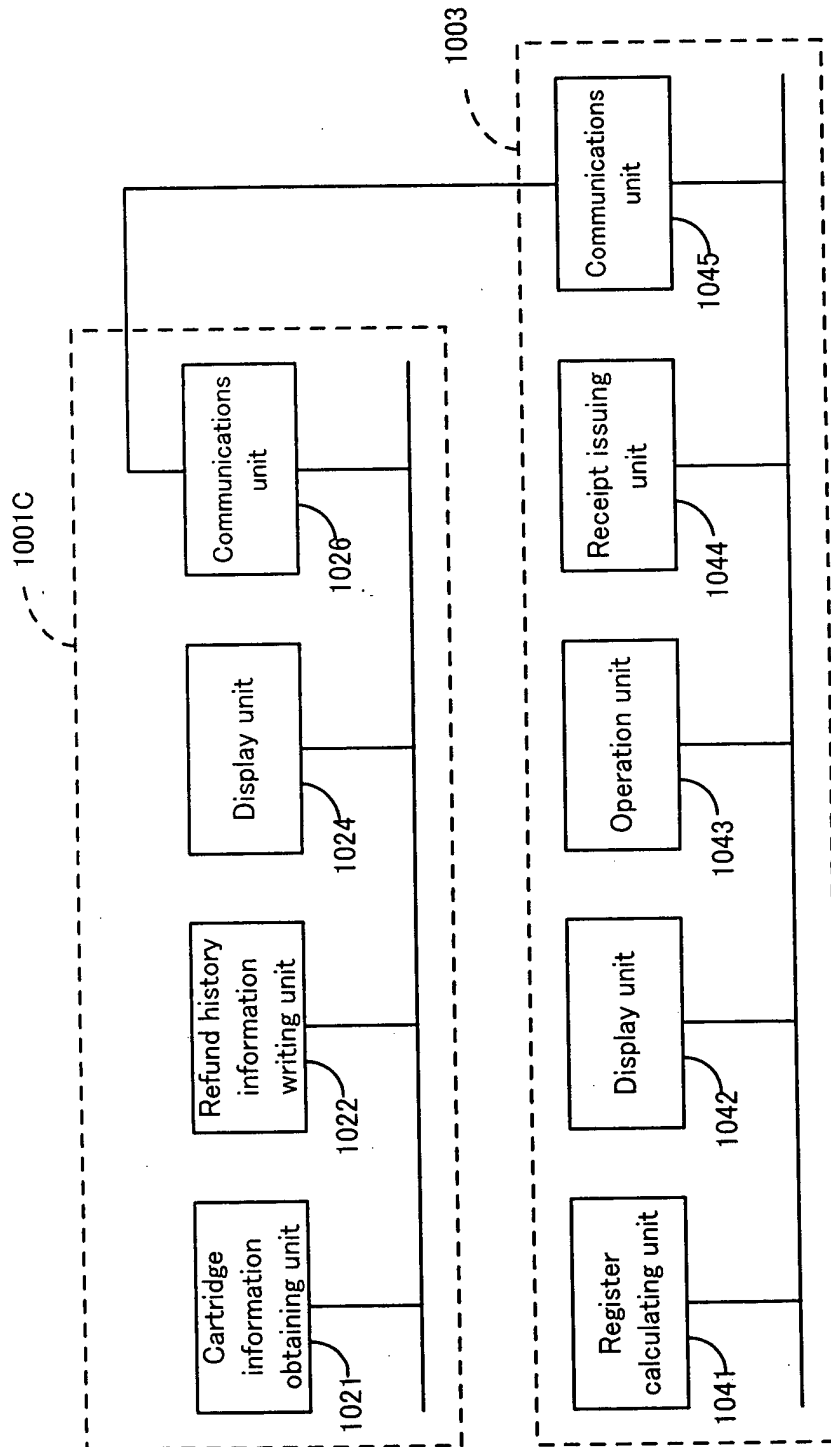 1001C
Cartridge
information
obtaining unit
1021
Refund history
information
writing unit
1022
Display unit
1024
Communications
unit
1026
1003
Register
calculating unit
1041
Display unit
1042
Operation unit
1043
Receipt issuing
unit
1044
Communications
unit
1045